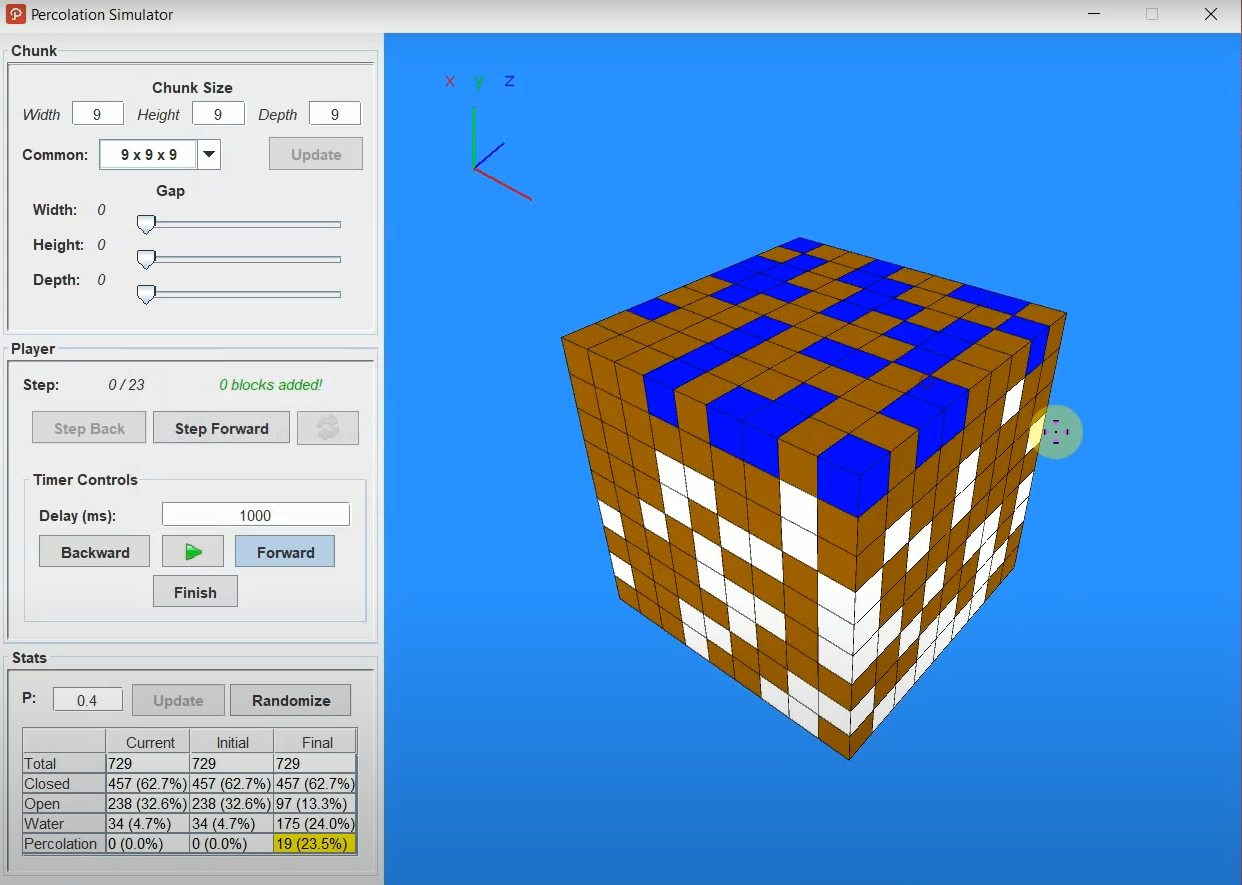 Percolation Simulator
Chunk
Chunk Size
Width 9 Height 9 Depth 9
Common: 9 x 9 x 9 Update
Gap
Width: 0
Height: 0
Depth: 0
Player
Step: 0 / 23 0 blocks added!
Step Back Step Forward
Timer Controls
Delay (ms): 1000
Backward Forward
Finish
Stats
P: 0.4 Update Randomize
Current Initial Final
Total 729 729 729
Closed 457 (62.7%) 457 (62.7%) 457 (62.7%)
Open 238 (32.6%) 238 (32.6%) 97 (13.3%)
Water 34 (4.7%) 34 (4.7%) 175 (24.0%)
Percolation 0 (0.0%) 0 (0.0%) 19 (23.5%)
x y z